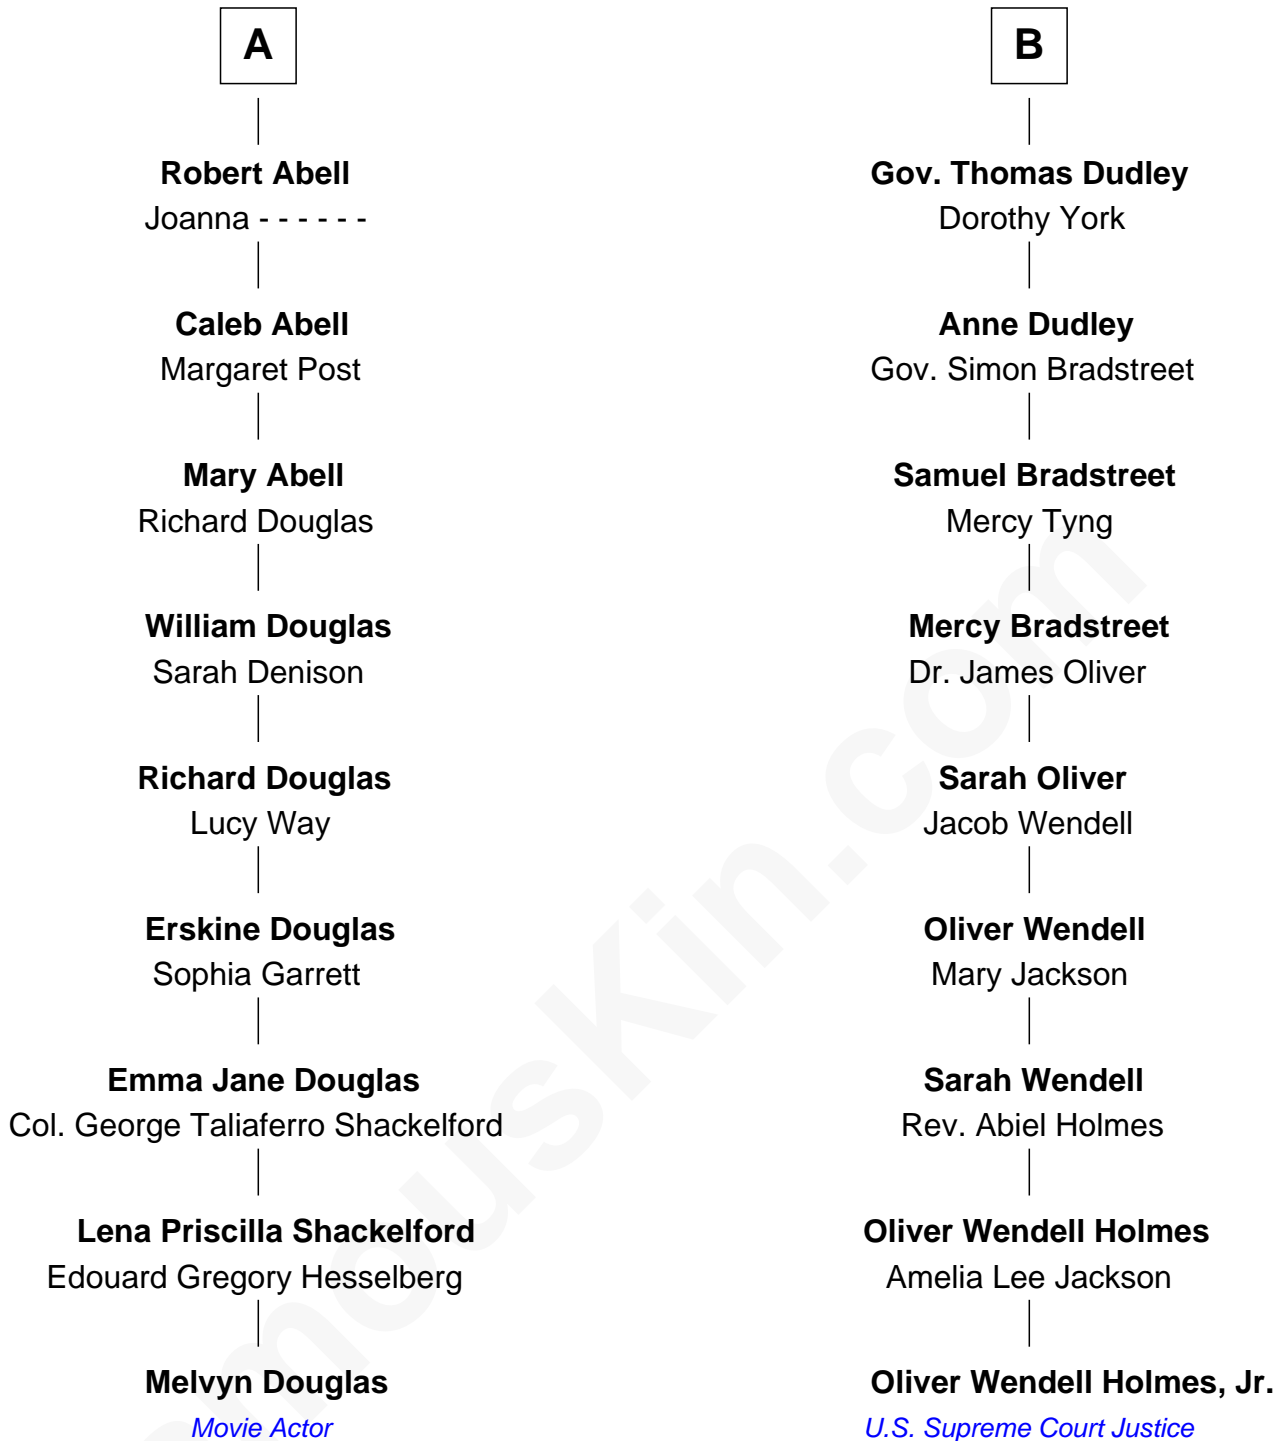 A
Robert Abell
Joanna - - - - - -
Caleb Abell
Margaret Post
Mary Abell
Richard Douglas
William Douglas
Sarah Denison
Richard Douglas
Lucy Way
Erskine Douglas
Sophia Garrett
Emma Jane Douglas
Col. George Taliaferro Shackelford
Lena Priscilla Shackelford
Edouard Gregory Hesselberg
Melvyn Douglas
Movie Actor
B
Gov. Thomas Dudley
Dorothy York
Anne Dudley
Gov. Simon Bradstreet
Samuel Bradstreet
Mercy Tyng
Mercy Bradstreet
Dr. James Oliver
Sarah Oliver
Jacob Wendell
Oliver Wendell
Mary Jackson
Sarah Wendell
Rev. Abiel Holmes
Oliver Wendell Holmes
Amelia Lee Jackson
Oliver Wendell Holmes, Jr.
U.S. Supreme Court Justice
mousKin.com